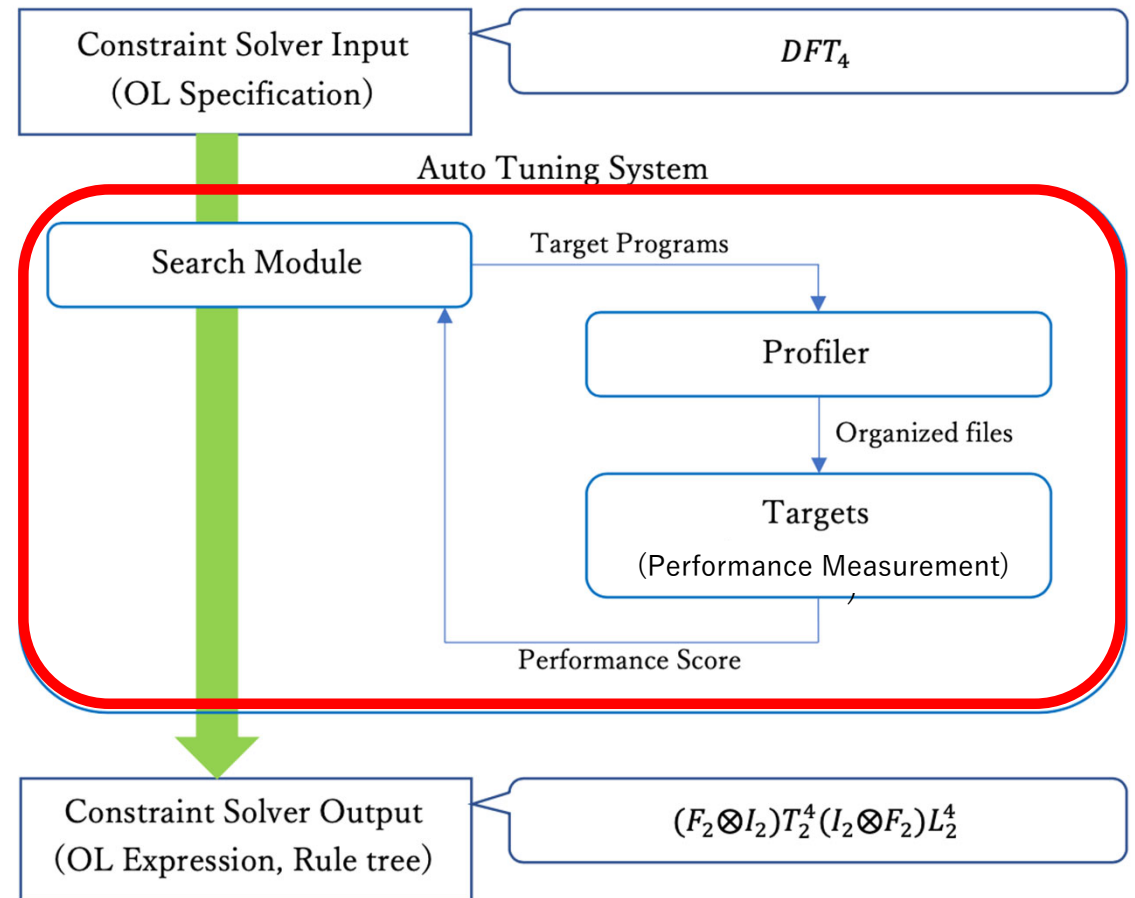 Constraint Solver Input
(OL Specification)
DFT₄
Auto Tuning System
Search Module
Target Programs
Profiler
Organized files
Targets
(Performance Measurement)
,
Performance Score
Constraint Solver Output
(OL Expression, Rule tree)
(F₂⊗I₂)T₂⁴(I₂⊗F₂)L₂⁴